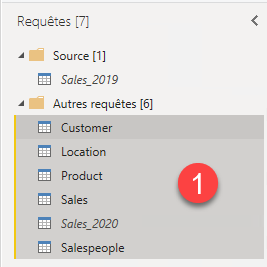 Requêtes [7]
Source [1]
Sales_2019
Autres requêtes [6]
Customer
Location
Product
Sales
Sales_2020
Salespeople
1